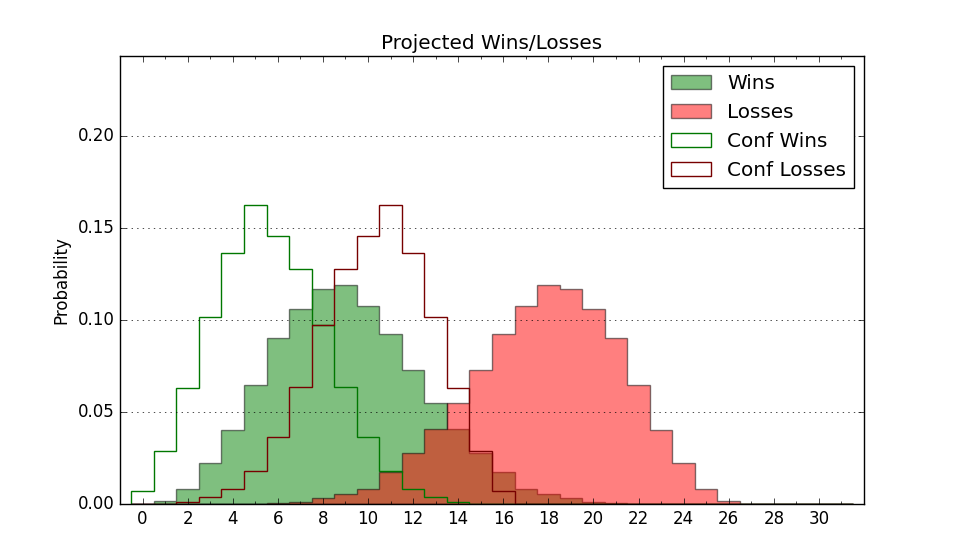 Projected Wins/Losses
Wins
Losses
Conf Wins
Conf Losses
Probability
0.20
0.15
0.10
0.05
0.00
0 2 4 6 8 10 12 14 16 18 20 22 24 26 28 30